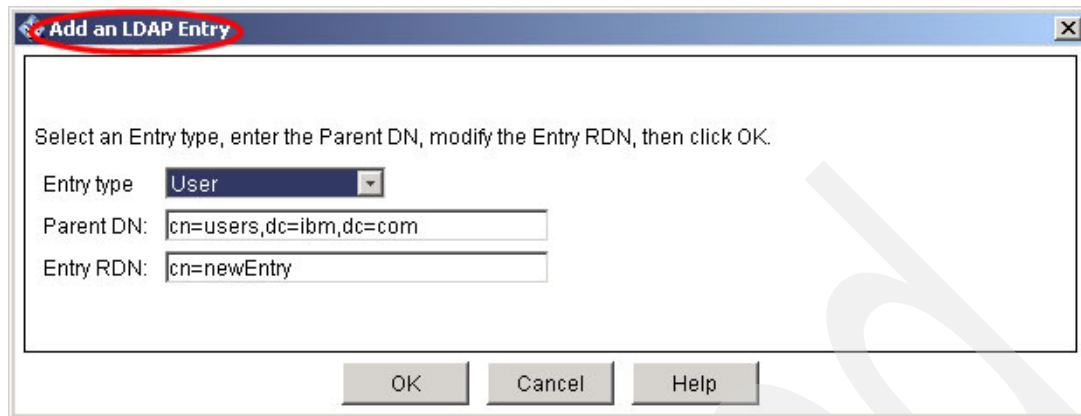 Add an LDAP Entry
Select an Entry type, enter the Parent DN, modify the Entry RDN, then click OK.
Entry type User
Parent DN: cn=users,dc=ibm,dc=com
Entry RDN: cn=newEntry
OK Cancel Help